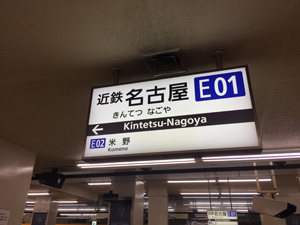 近鉄名古屋 E01
きんてつ なごや
← Kintetsu-Nagoya
E02 米野
Komeno